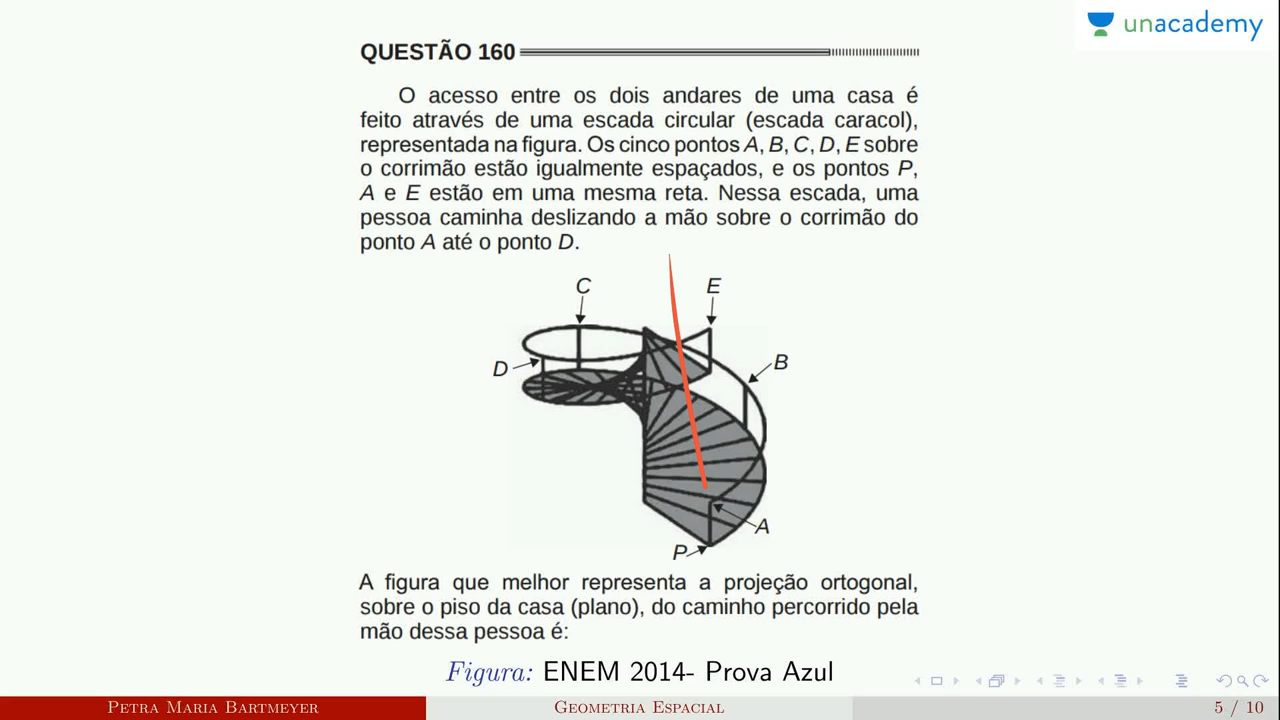 unacademy
QUESTÃO 160
O acesso entre os dois andares de uma casa é
feito através de uma escada circular (escada caracol),
representada na figura. Os cinco pontos A, B, C, D, E sobre
o corrimão estão igualmente espaçados, e os pontos P,
A e E estão em uma mesma reta. Nessa escada, uma
pessoa caminha deslizando a mão sobre o corrimão do
ponto A até o ponto D.
C
E
D
B
A
P
A figura que melhor representa a projeção ortogonal,
sobre o piso da casa (plano), do caminho percorrido pela
mão dessa pessoa é:
Figura: ENEM 2014- Prova Azul
Petra Maria Bartmeyer
Geometria Espacial
5 / 10